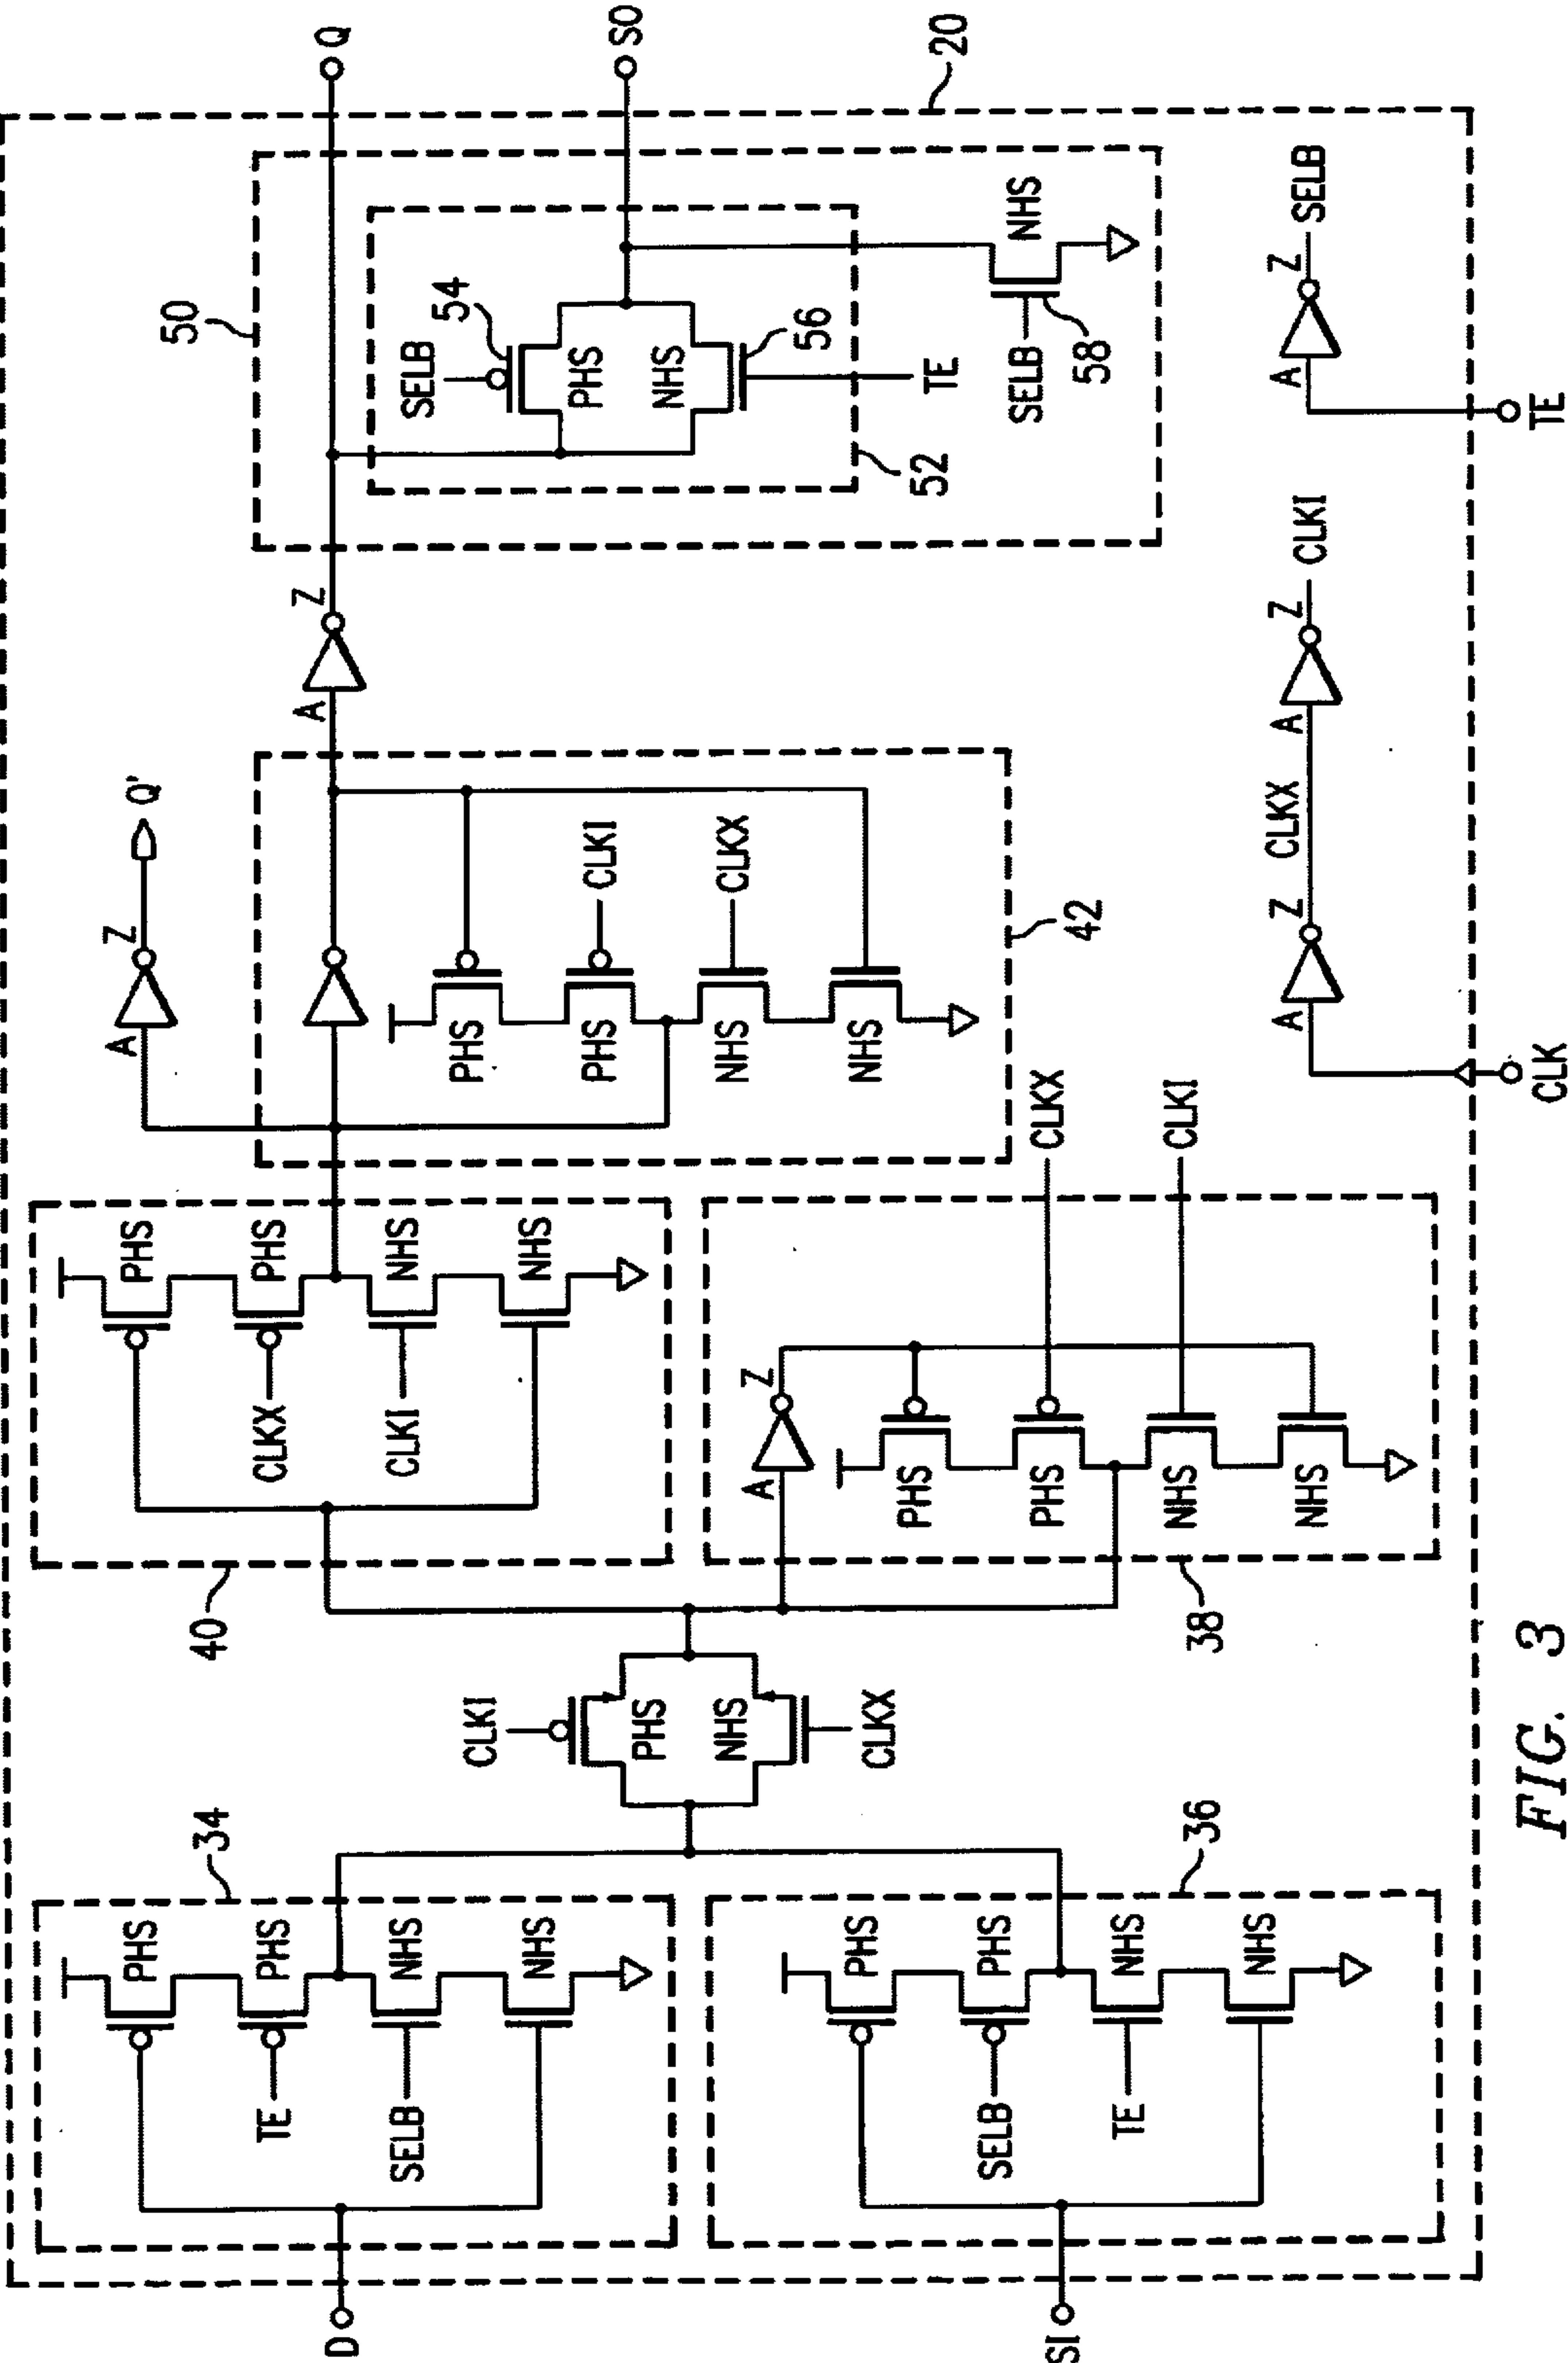 20
50
Q
SO
52
SELB
54
PHS
NHS
56
TE
SELB
58
NHS
A
Z
Q'
A
Z
42
PHS
PHS
CLKI
NHS
CLKX
NHS
A
Z
40
PHS
PHS
CLKX
NHS
CLKI
NHS
38
A
Z
PHS
PHS
CLKX
NHS
CLKI
NHS
CLKI
PHS
NHS
CLKX
34
PHS
PHS
TE
NHS
SELB
NHS
D
36
PHS
PHS
SELB
NHS
TE
NHS
SI
CLK
A
Z
CLKX
A
Z
CLKI
TE
A
Z
SELB
FIG. 3